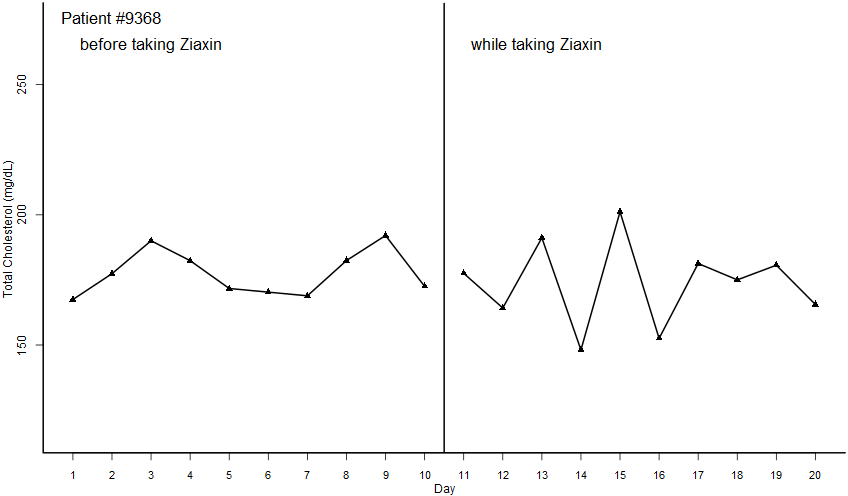 Patient #9368
before taking Ziaxin
while taking Ziaxin
Total Cholesterol (mg/dL)
250
200
150
1 2 3 4 5 6 7 8 9 10 11 12 13 14 15 16 17 18 19 20
Day